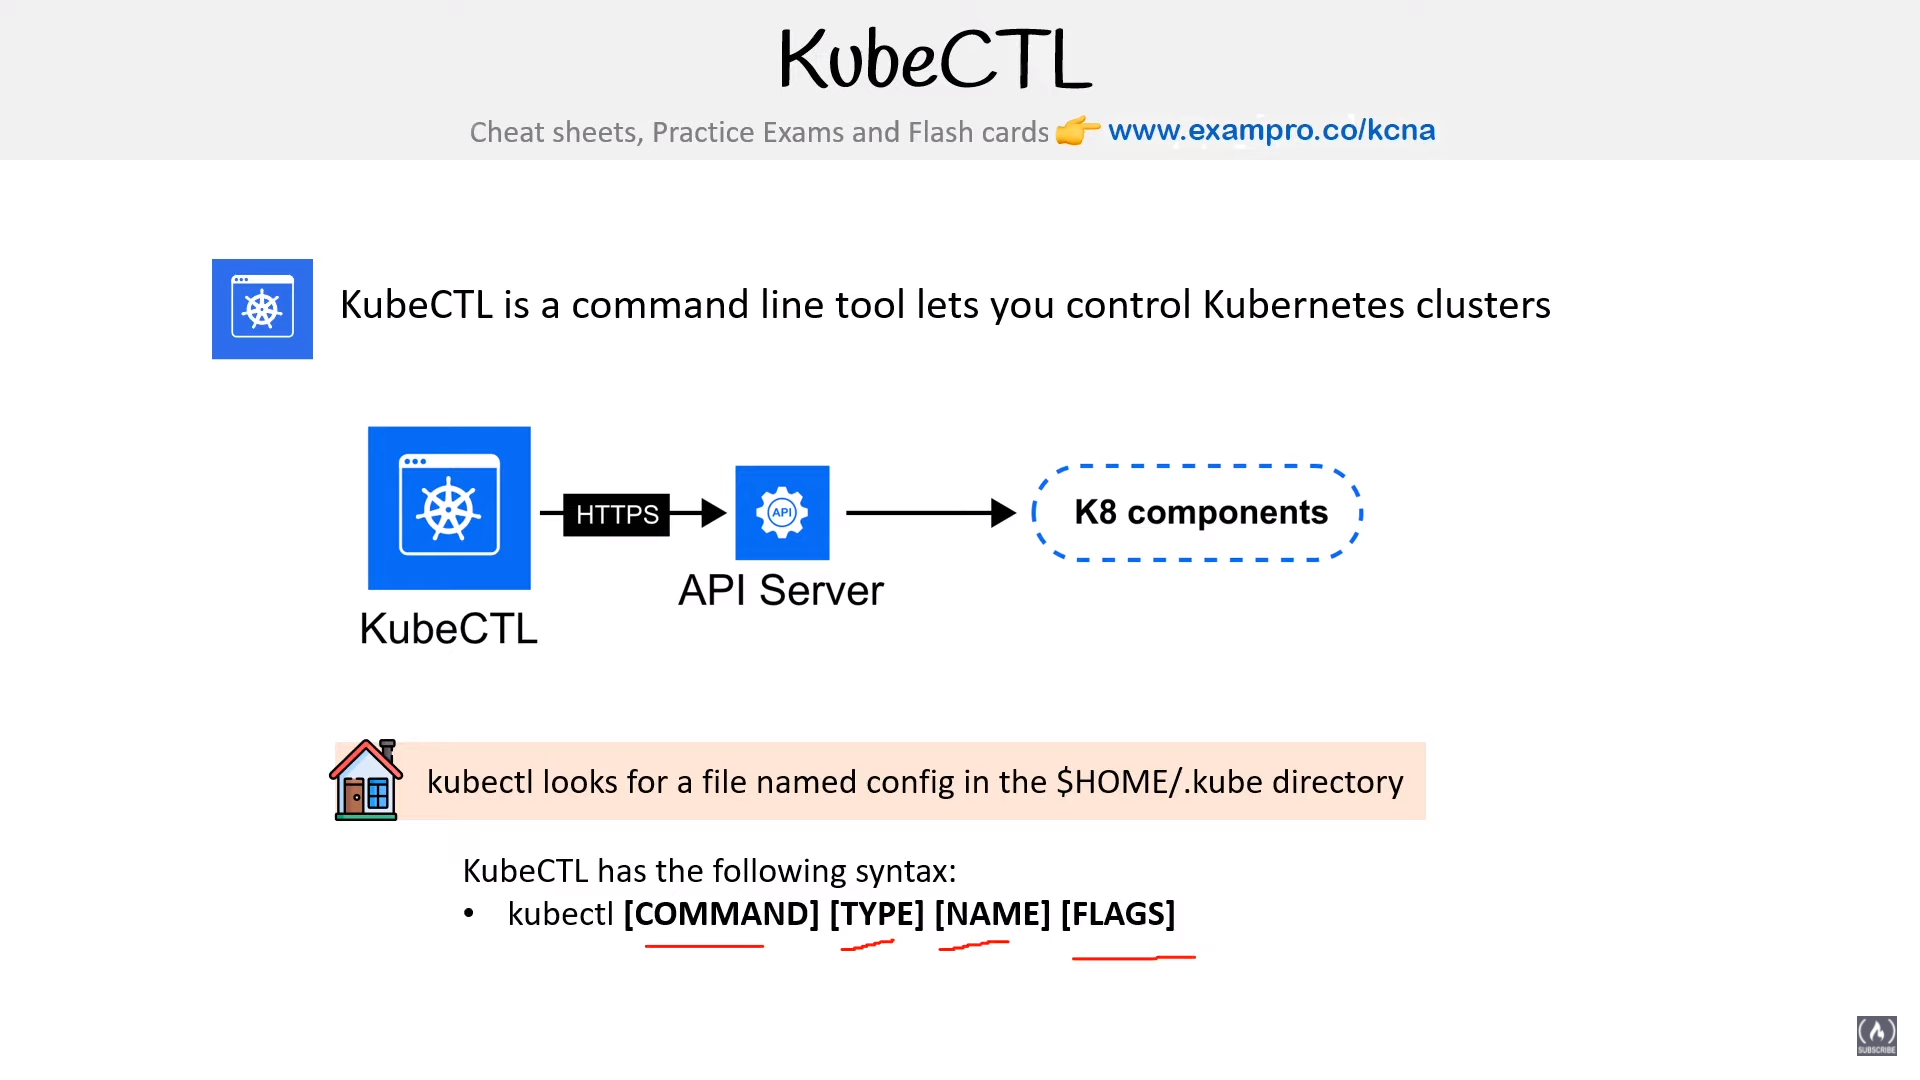 KubeCTL
Cheat sheets, Practice Exams and Flash cards 👉 www.exampro.co/kcna
KubeCTL is a command line tool lets you control Kubernetes clusters
HTTPS
API
K8 components
API Server
KubeCTL
kubectl looks for a file named config in the $HOME/.kube directory
KubeCTL has the following syntax:
• kubectl [COMMAND] [TYPE] [NAME] [FLAGS]
SUBSCRIBE